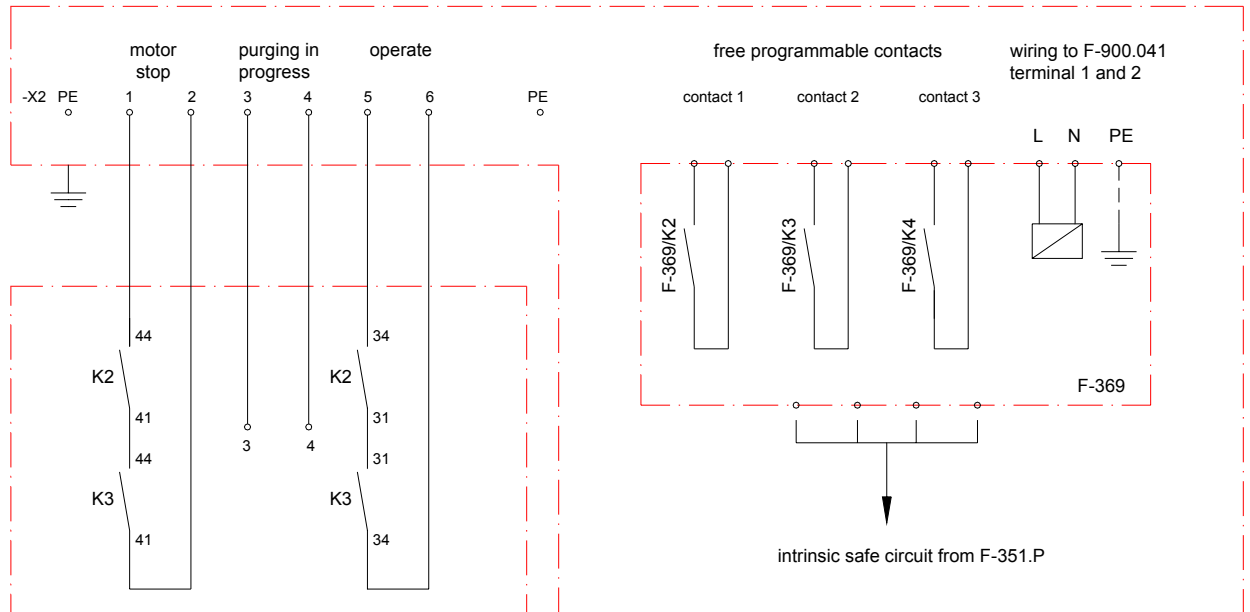 motor
stop
purging in
progress
operate
free programmable contacts
wiring to F-900.041
terminal 1 and 2
-X2 PE 1 2 3 4 5 6 PE
contact 1 contact 2 contact 3
L N PE
F-369/K2 F-369/K3 F-369/K4
44 34
K2 K2
41 31
3 4
44 31
K3 K3
41 34
F-369
intrinsic safe circuit from F-351.P